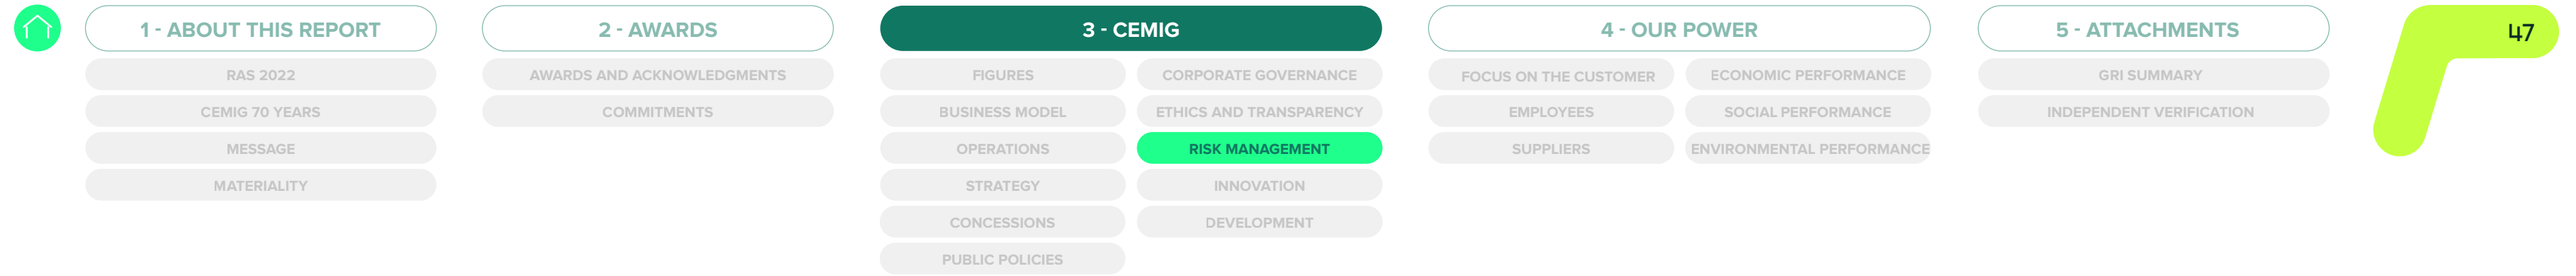 1 - ABOUT THIS REPORT
RAS 2022
CEMIG 70 YEARS
MESSAGE
MATERIALITY
2 - AWARDS
AWARDS AND ACKNOWLEDGMENTS
COMMITMENTS
3 - CEMIG
FIGURES
BUSINESS MODEL
OPERATIONS
STRATEGY
CONCESSIONS
PUBLIC POLICIES
CORPORATE GOVERNANCE
ETHICS AND TRANSPARENCY
RISK MANAGEMENT
INNOVATION
DEVELOPMENT
4 - OUR POWER
FOCUS ON THE CUSTOMER
EMPLOYEES
SUPPLIERS
ECONOMIC PERFORMANCE
SOCIAL PERFORMANCE
ENVIRONMENTAL PERFORMANCE
5 - ATTACHMENTS
GRI SUMMARY
INDEPENDENT VERIFICATION
47